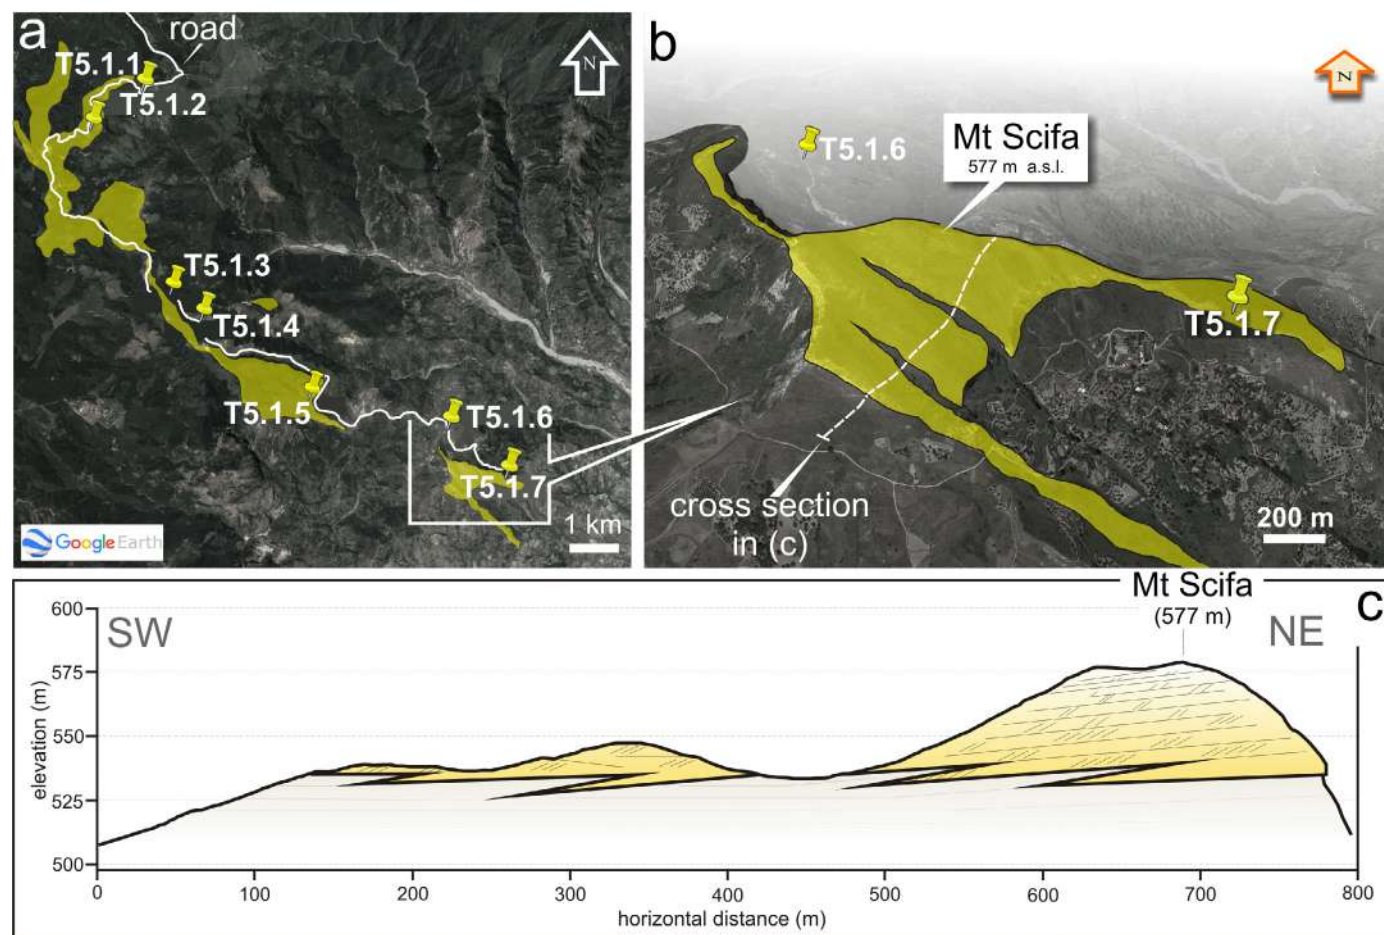 a
road
T5.1.1
T5.1.2
N
T5.1.3
T5.1.4
T5.1.5
T5.1.6
T5.1.7
1 km
Google Earth
b
N
T5.1.6
Mt Scifa
577 m a.s.l.
T5.1.7
cross section
in (c)
200 m
c
Mt Scifa
(577 m)
SW
NE
600
575
550
525
500
elevation (m)
0
100
200
300
400
500
600
700
800
horizontal distance (m)